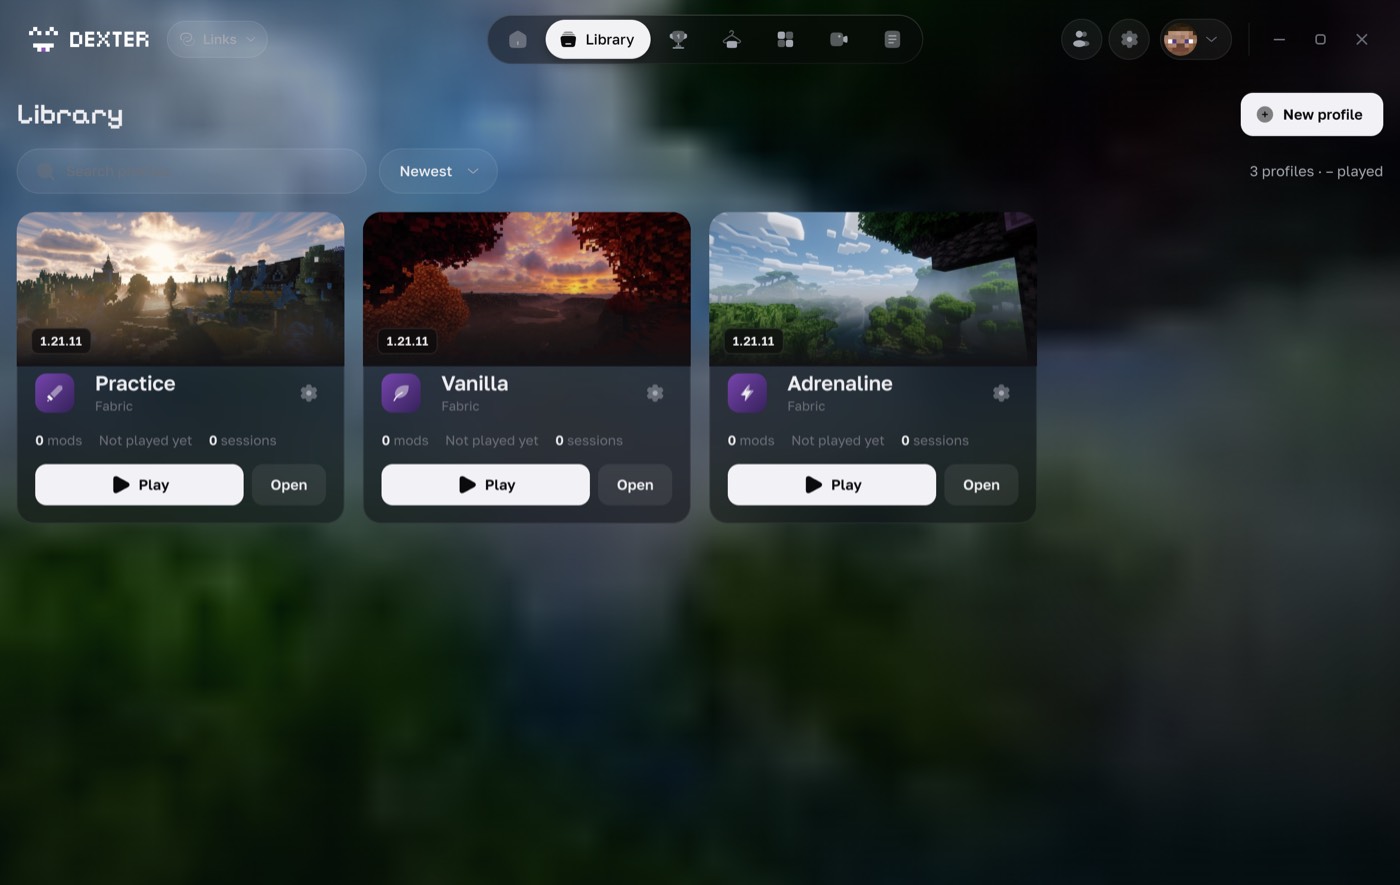 DEXTER
Links
Library
Library
New profile
Search profiles
Newest
3 profiles · – played
1.21.11
1.21.11
1.21.11
Practice
Fabric
Vanilla
Fabric
Adrenaline
Fabric
0 mods Not played yet 0 sessions
0 mods Not played yet 0 sessions
0 mods Not played yet 0 sessions
Play
Open
Play
Open
Play
Open